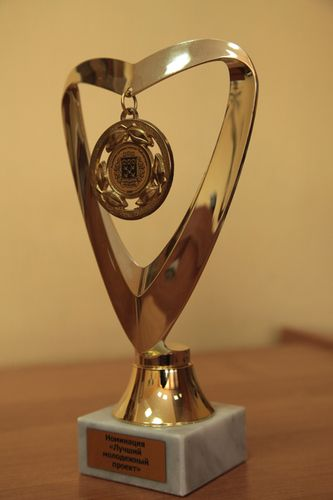 Номинация
«Лучший
молодежный
проект»